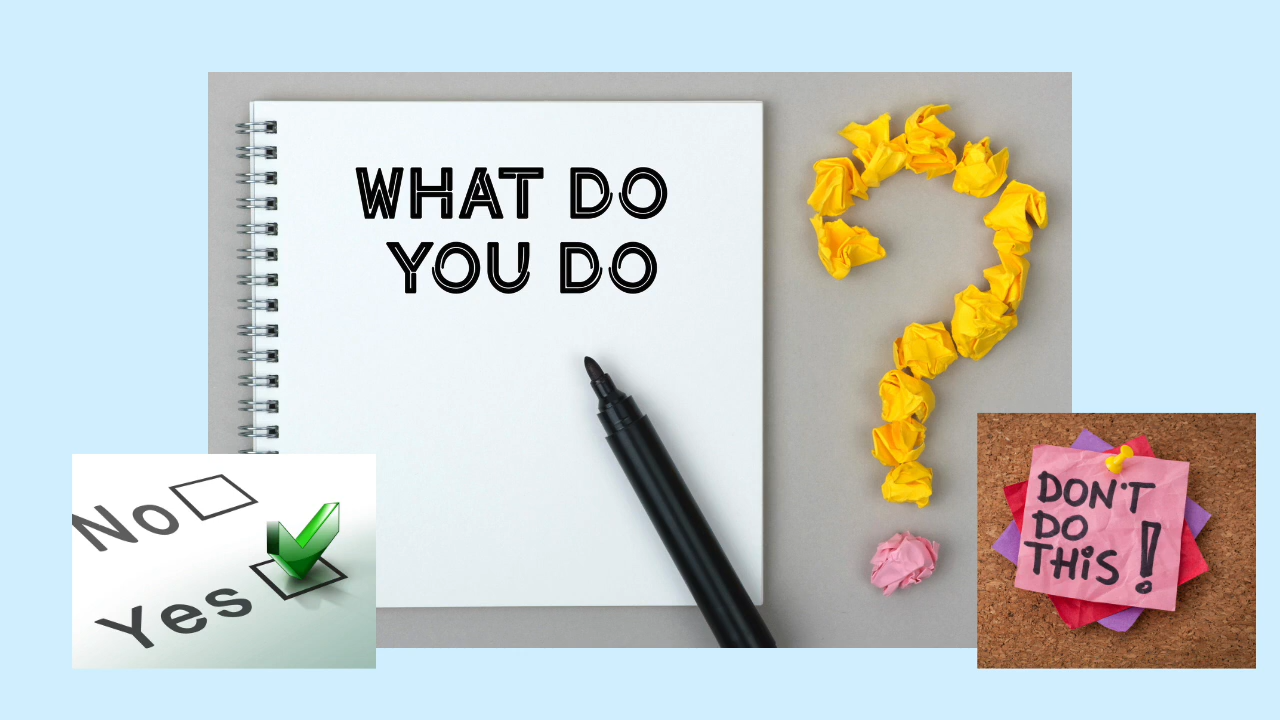 WHAT DO
YOU DO
No
Yes
DON'T
DO
THIS!